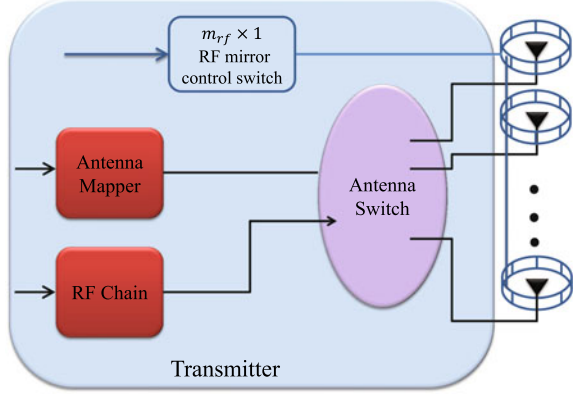 m_rf × 1
RF mirror
control switch
Antenna
Mapper
Antenna
Switch
RF Chain
Transmitter